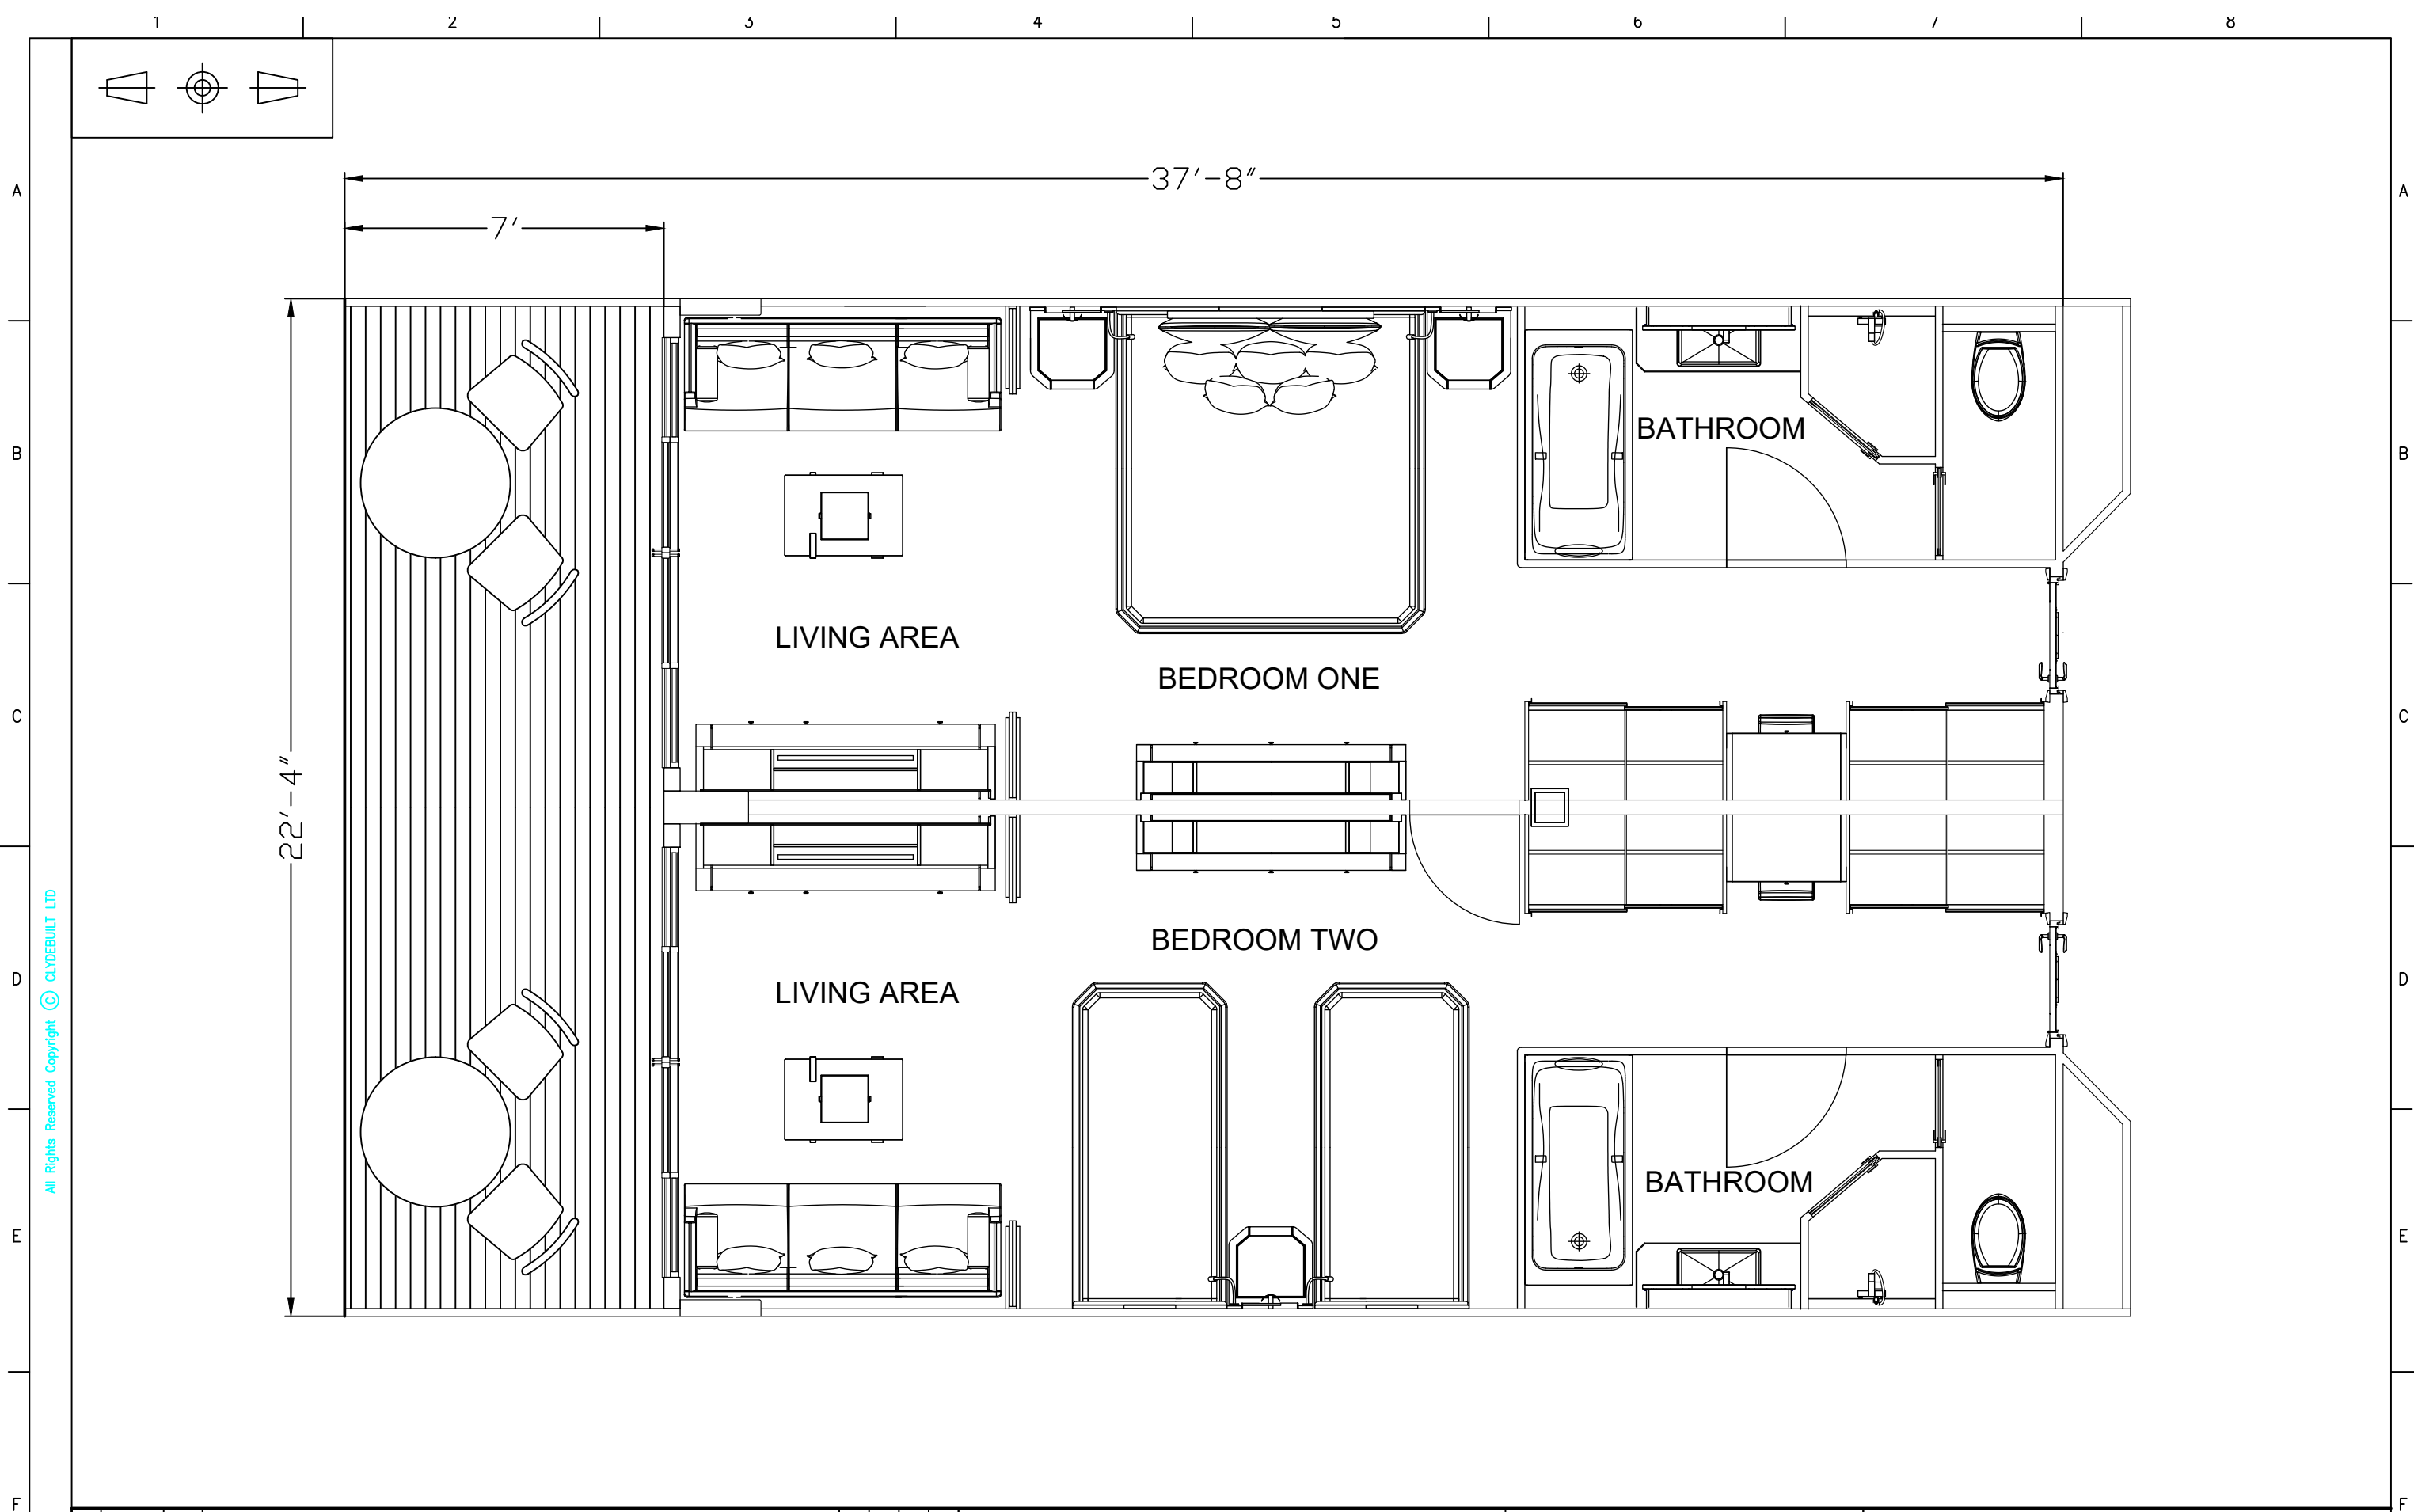 1 2 3 4 5 6 7 8
A A
37'-8"
7'
B BATHROOM B
LIVING AREA
BEDROOM ONE
C C
22'-4"
BEDROOM TWO
D LIVING AREA D
BATHROOM
E E
F F
All Rights Reserved Copyright © CLYDEBUILT LTD